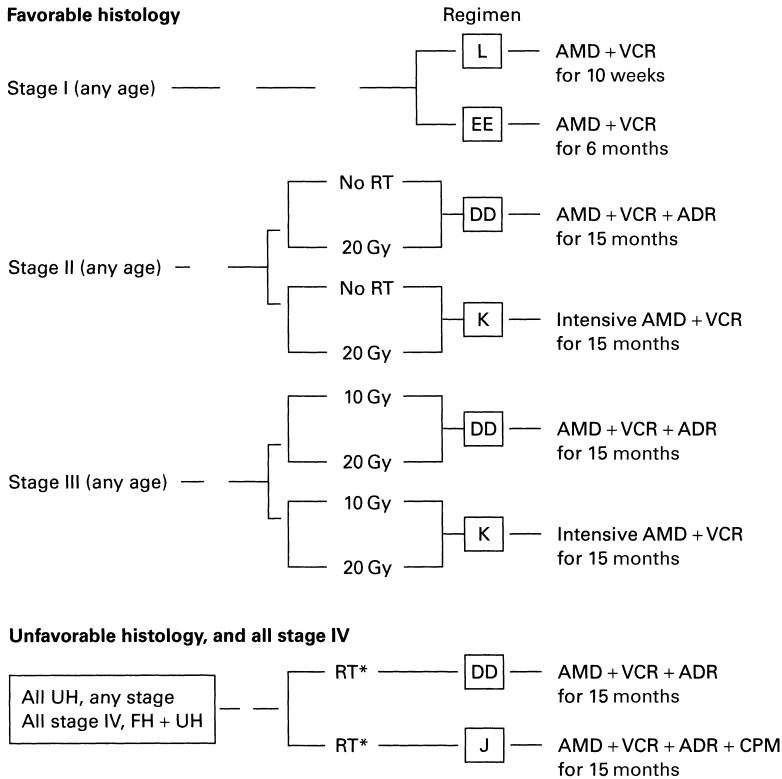 Favorable histology
Regimen
L
AMD + VCR
for 10 weeks
Stage I (any age)
EE
AMD + VCR
for 6 months
No RT
DD
AMD + VCR + ADR
for 15 months
20 Gy
Stage II (any age)
No RT
K
Intensive AMD + VCR
for 15 months
20 Gy
10 Gy
DD
AMD + VCR + ADR
for 15 months
20 Gy
Stage III (any age)
10 Gy
K
Intensive AMD + VCR
for 15 months
20 Gy
Unfavorable histology, and all stage IV
All UH, any stage
All stage IV, FH + UH
RT*
DD
AMD + VCR + ADR
for 15 months
RT*
J
AMD + VCR + ADR + CPM
for 15 months